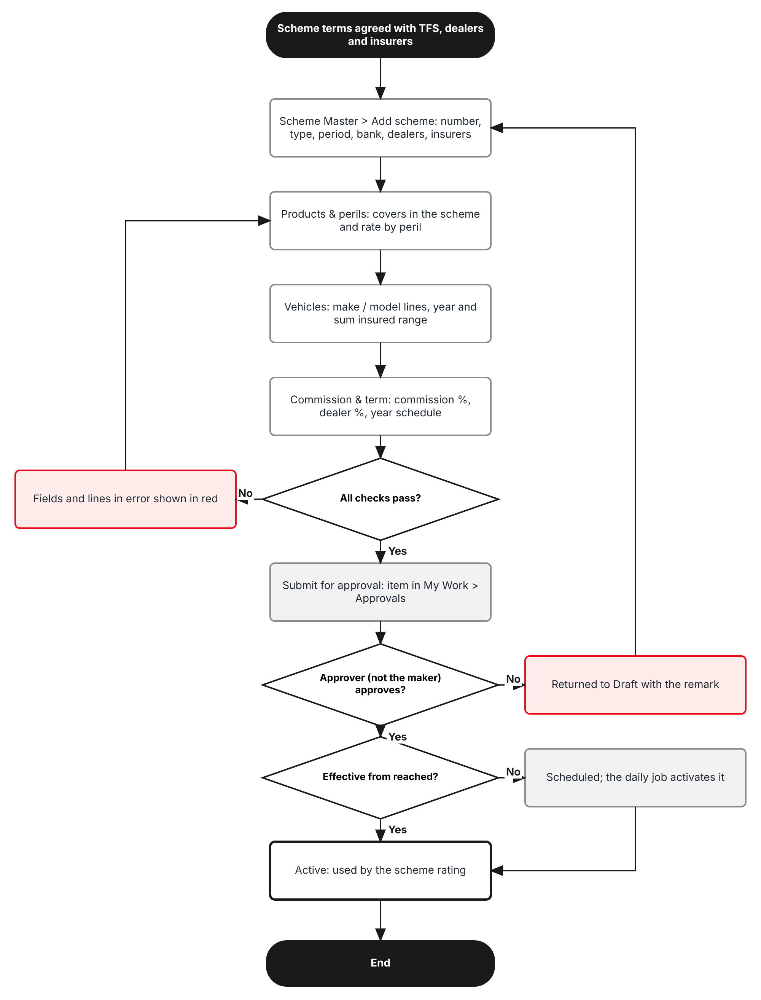 Scheme terms agreed with TFS, dealers
and insurers
Scheme Master > Add scheme: number,
type, period, bank, dealers, insurers
Products & perils: covers in the scheme
and rate by peril
Vehicles: make / model lines, year and
sum insured range
Commission & term: commission %,
dealer %, year schedule
Fields and lines in error shown in red
No
All checks pass?
Yes
Submit for approval: item in My Work >
Approvals
Approver (not the maker)
approves?
No
Returned to Draft with the remark
Yes
Effective from reached?
No
Scheduled; the daily job activates it
Yes
Active: used by the scheme rating
End